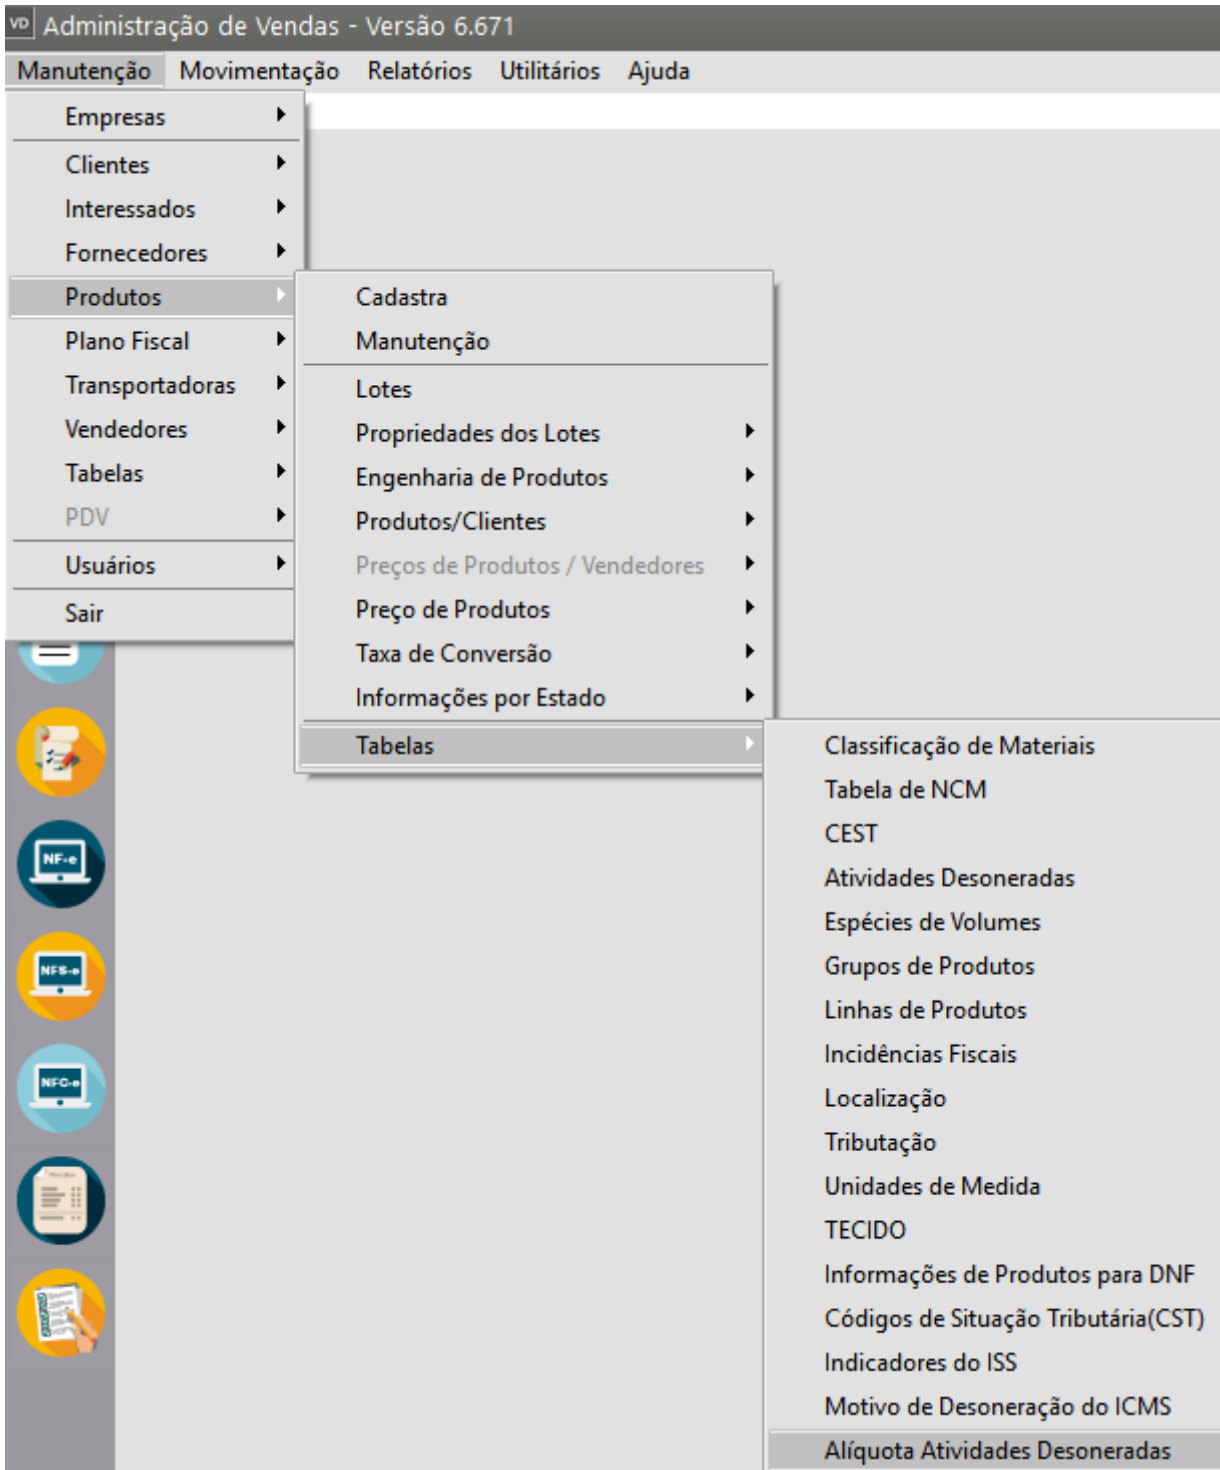 VD Administração de Vendas - Versão 6.671
Manutenção Movimentação Relatórios Utilitários Ajuda
Empresas
Clientes
Interessados
Fornecedores
Produtos
Plano Fiscal
Transportadoras
Vendedores
Tabelas
PDV
Usuários
Sair
Cadastra
Manutenção
Lotes
Propriedades dos Lotes
Engenharia de Produtos
Produtos/Clientes
Preços de Produtos / Vendedores
Preço de Produtos
Taxa de Conversão
Informações por Estado
Tabelas
Classificação de Materiais
Tabela de NCM
CEST
Atividades Desoneradas
Espécies de Volumes
Grupos de Produtos
Linhas de Produtos
Incidências Fiscais
Localização
Tributação
Unidades de Medida
TECIDO
Informações de Produtos para DNF
Códigos de Situação Tributária(CST)
Indicadores do ISS
Motivo de Desoneração do ICMS
Alíquota Atividades Desoneradas
NF-e
NFS-e
NFC-e